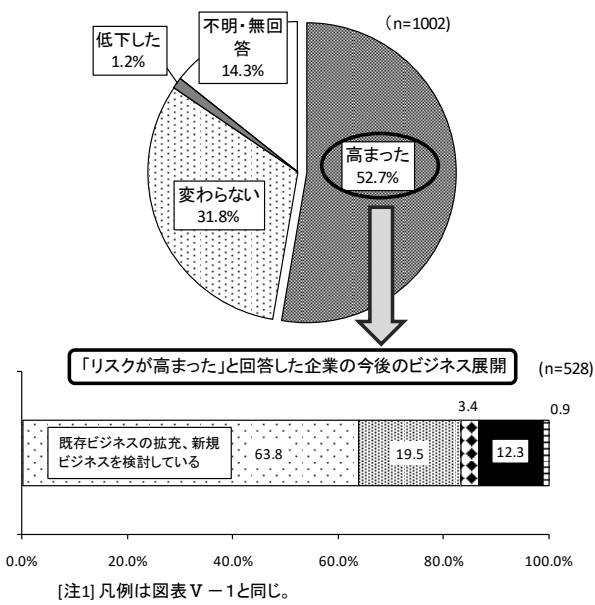 (n=1002)
不明・無回
答
14.3%
低下した
1.2%
高まった
52.7%
変わらない
31.8%
「リスクが高まった」と回答した企業の今後のビジネス展開
(n=528)
3.4
0.9
既存ビジネスの拡充、新規
ビジネスを検討している
63.8
19.5
12.3
0.0%
20.0%
40.0%
60.0%
80.0%
100.0%
[注1] 凡例は図表Ⅴ－1と同じ。